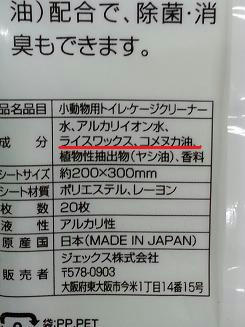 油）配合で、除菌・消
臭もできます。
品名品目 小動物用トイレ・ケージクリーナー
成分 水、アルカリイオン水、
ライスワックス、コメヌカ油、
植物性抽出物（ヤシ油）、香料
シートサイズ 約200×300mm
シート材質 ポリエステル、レーヨン
枚数 20枚
液性 アルカリ性
原産国 日本（MADE IN JAPAN）
販売者 ジェックス株式会社
〒578-0903
大阪府東大阪市今米1丁目14番15号
袋:PP,PET